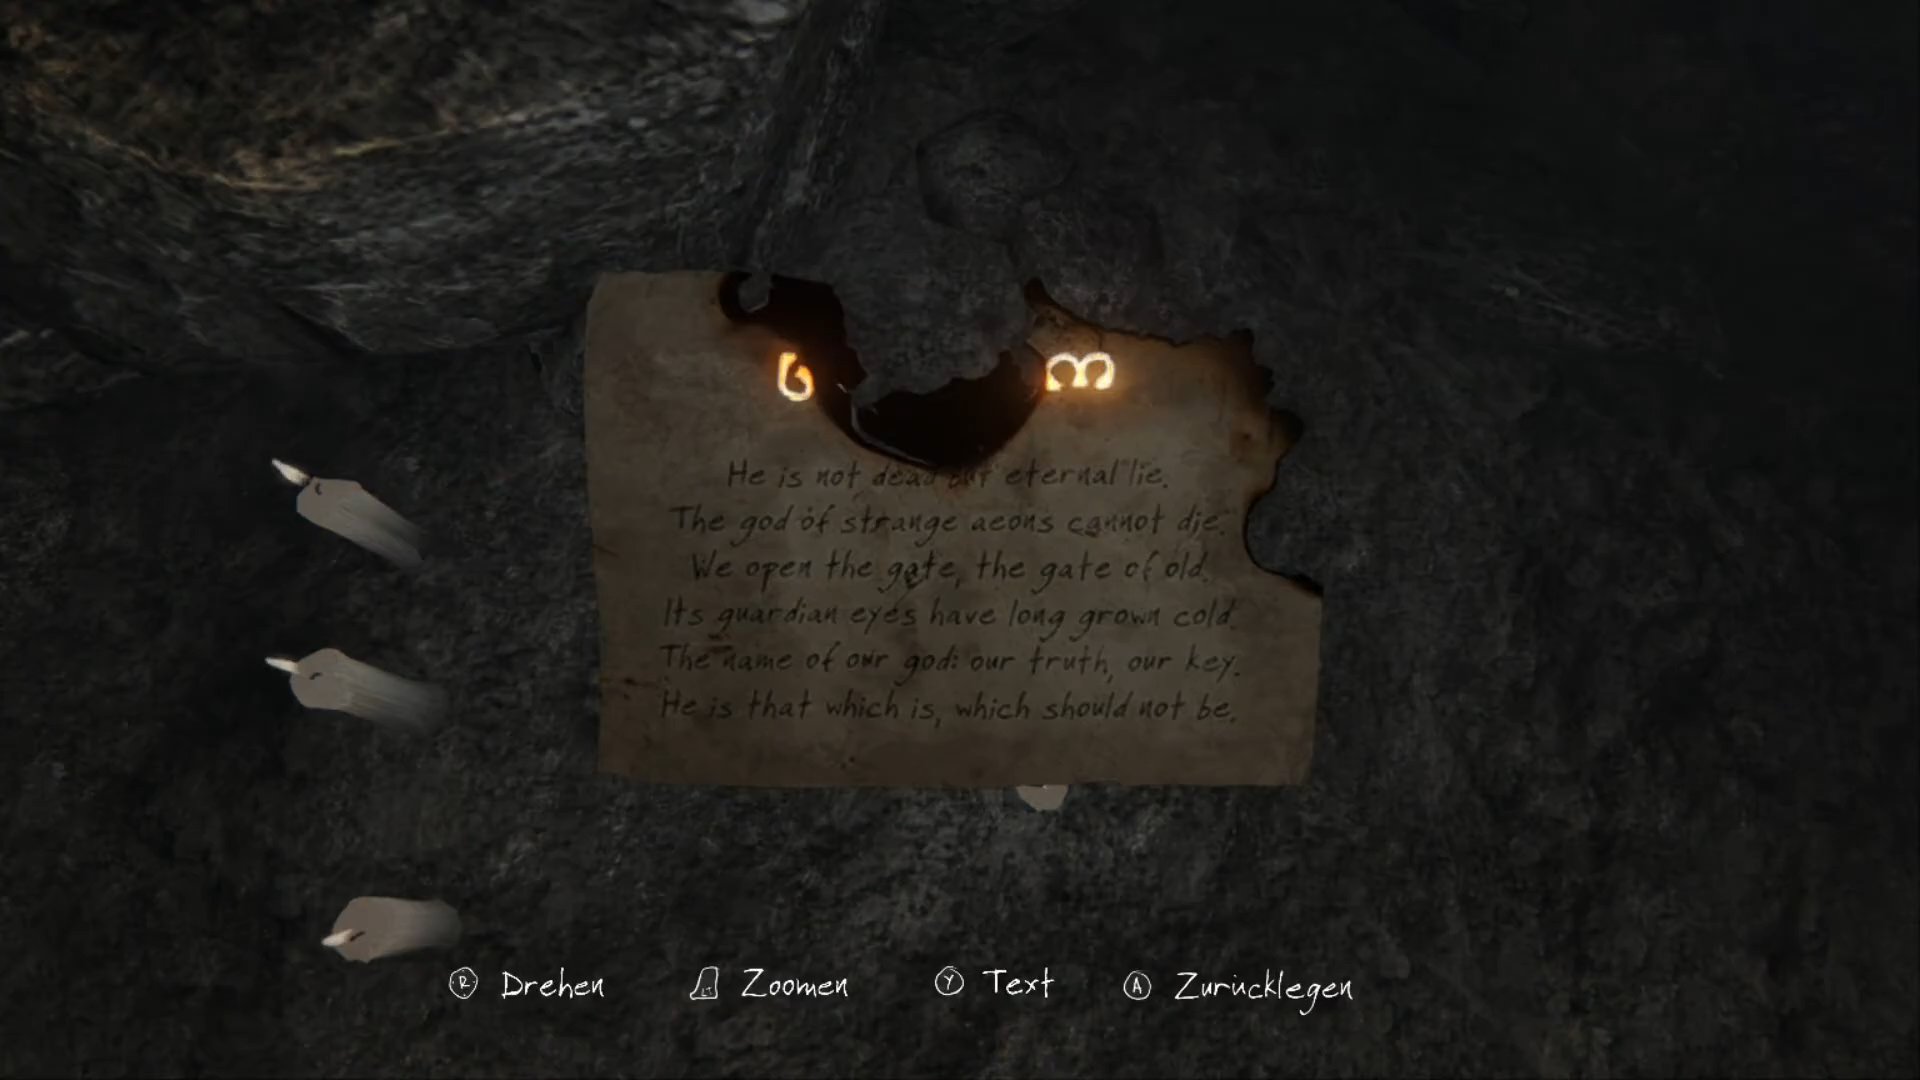 He is not dead but eternal lie.
The god of strange aeons cannot die.
We open the gate, the gate of old.
Its guardian eyes have long grown cold.
The name of our god: our truth, our key.
He is that which is, which should not be.
R Drehen LT Zoomen Y Text A Zurücklegen